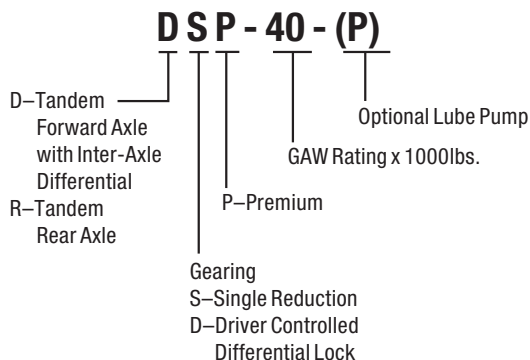 D S P - 40 - (P)
D–Tandem
Forward Axle
with Inter-Axle
Differential
R–Tandem
Rear Axle
Optional Lube Pump
GAW Rating x 1000lbs.
P–Premium
Gearing
S–Single Reduction
D–Driver Controlled
Differential Lock